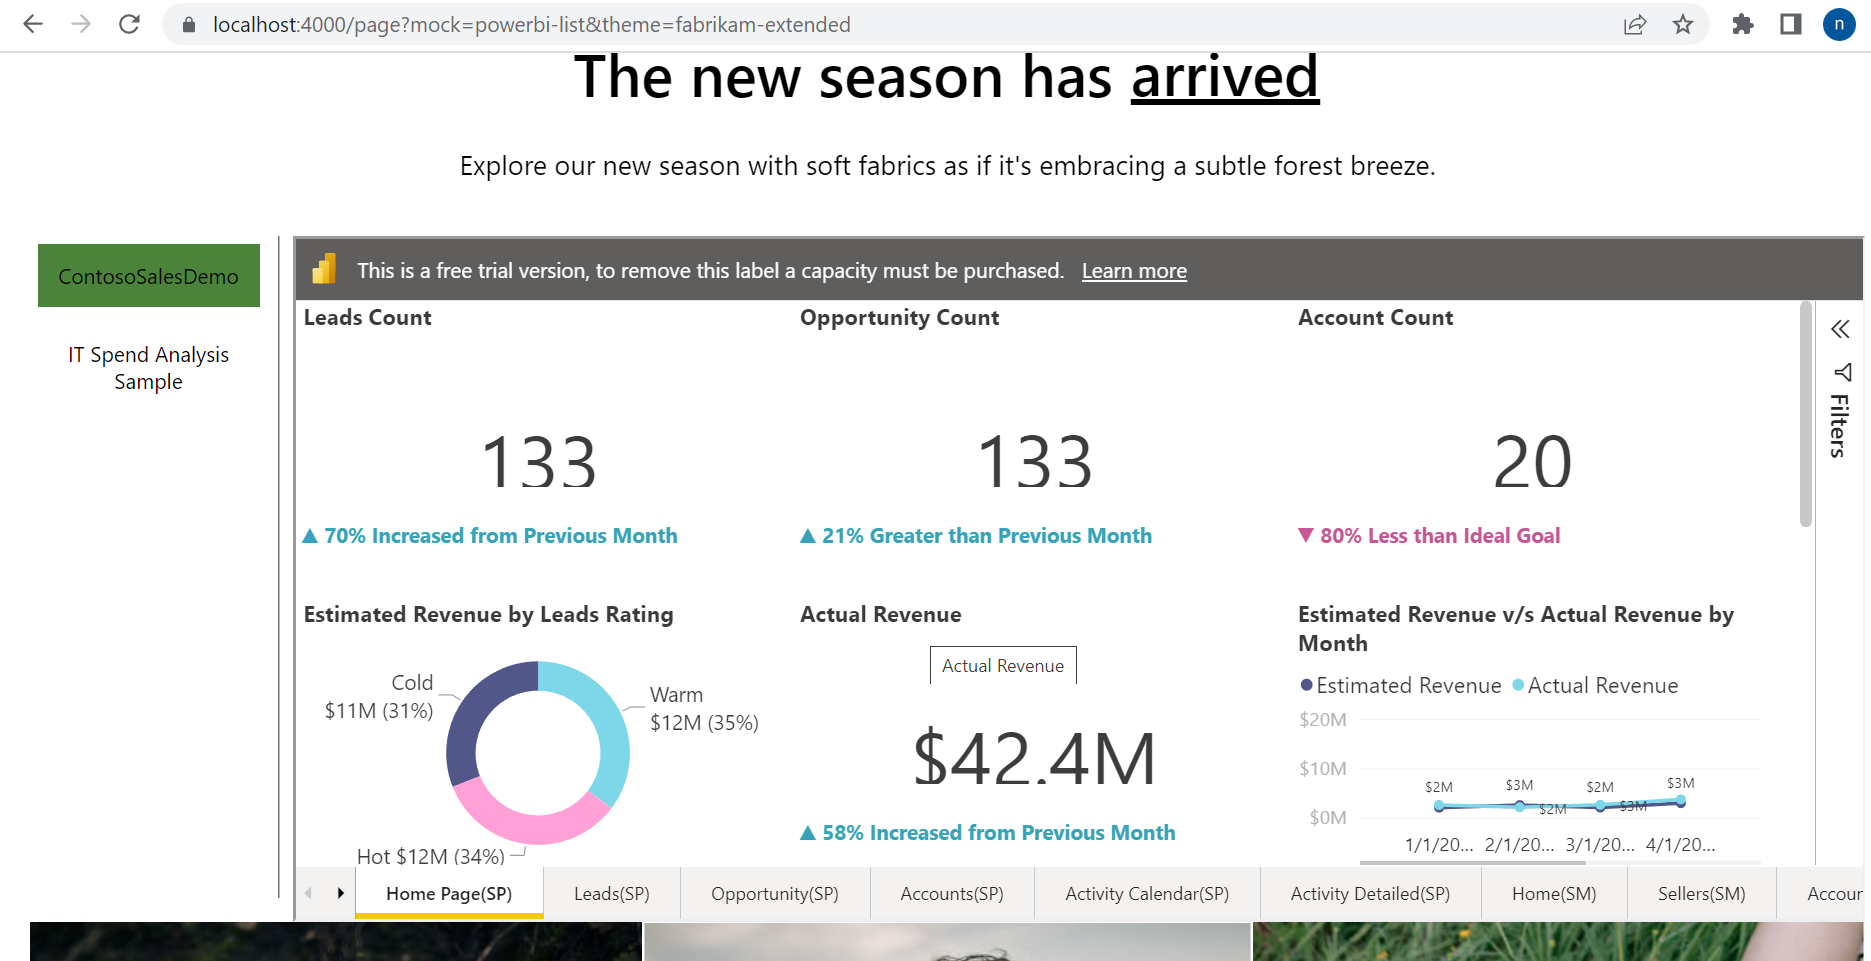 localhost:4000/page?mock=powerbi-list&theme=fabrikam-extended
n
The new season has arrived
Explore our new season with soft fabrics as if it's embracing a subtle forest breeze.
ContosoSalesDemo
IT Spend Analysis
Sample
This is a free trial version, to remove this label a capacity must be purchased. Learn more
Leads Count
133
▲ 70% Increased from Previous Month
Opportunity Count
133
▲ 21% Greater than Previous Month
Account Count
20
▼ 80% Less than Ideal Goal
Filters
Estimated Revenue by Leads Rating
Cold
$11M (31%)
Warm
$12M (35%)
Hot $12M (34%)
Actual Revenue
Actual Revenue
$42.4M
▲ 58% Increased from Previous Month
Estimated Revenue v/s Actual Revenue by
Month
Estimated Revenue Actual Revenue
$20M
$10M
$0M
$2M $3M $2M $3M
$2M $3M
1/1/20... 2/1/20... 3/1/20... 4/1/20...
Home Page(SP) Leads(SP) Opportunity(SP) Accounts(SP) Activity Calendar(SP) Activity Detailed(SP) Home(SM) Sellers(SM) Accour